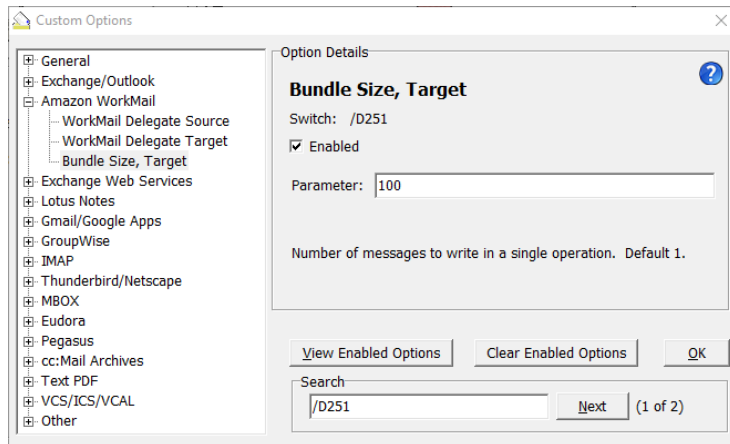 Custom Options
General
Exchange/Outlook
Amazon WorkMail
WorkMail Delegate Source
WorkMail Delegate Target
Bundle Size, Target
Exchange Web Services
Lotus Notes
Gmail/Google Apps
GroupWise
IMAP
Thunderbird/Netscape
MBOX
Eudora
Pegasus
cc:Mail Archives
Text PDF
VCS/ICS/VCAL
Other
Option Details
?
Bundle Size, Target
Switch: /D251
Enabled
Parameter: 100
Number of messages to write in a single operation. Default 1.
View Enabled Options Clear Enabled Options OK
Search
/D251 Next (1 of 2)